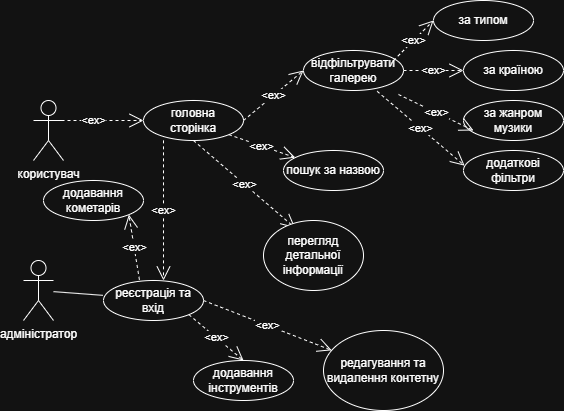 за типом
<ex>
відфільтрувати
галерею
<ex>
за країною
<ex>
<ex>
за жанром
музики
<ex>
головна
сторінка
<ex>
<ex>
пошук за назвою
додаткові
фільтри
користувач
<ex>
додавання
кометарів
<ex>
перегляд
детальної
інформації
<ex>
реєстрація та
вхід
адміністратор
<ex>
<ex>
редагування та
видалення контетну
додавання
інструментів